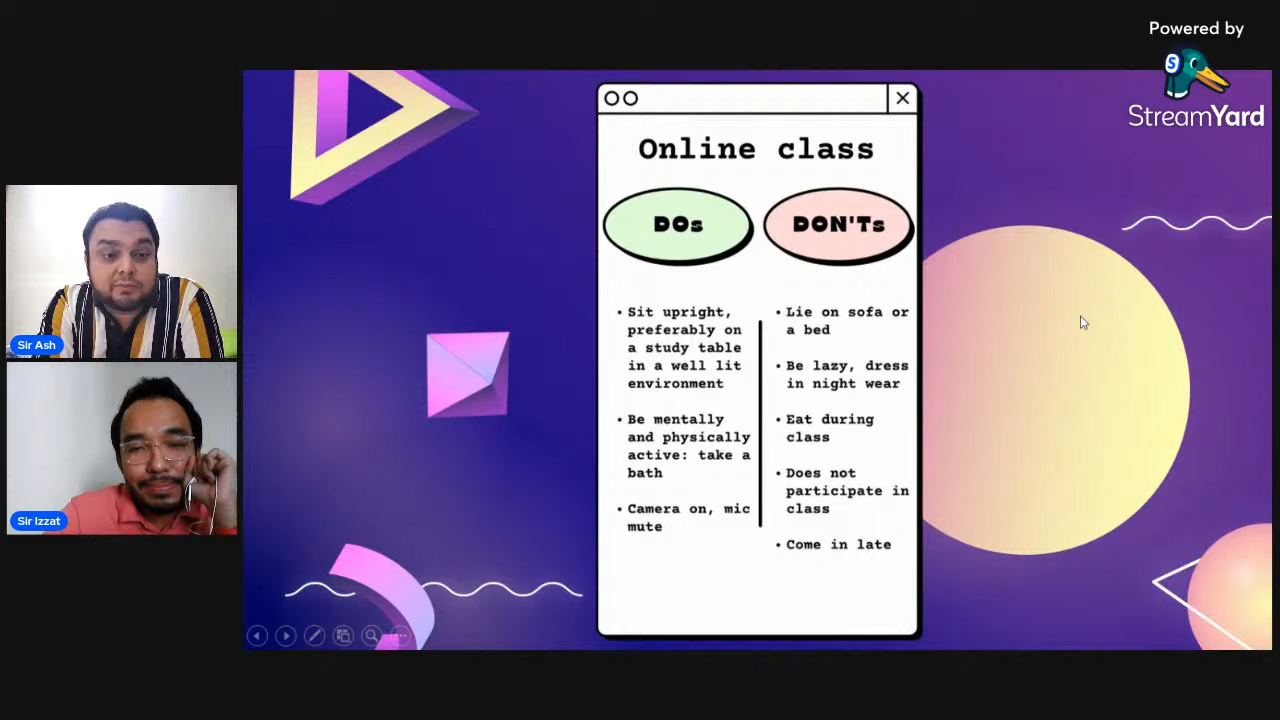 Powered by
StreamYard
Online class
DOs
DON'Ts
• Sit upright,
preferably on
a study table
in a well lit
environment
• Be mentally
and physically
active: take a
bath
• Camera on, mic
mute
• Lie on sofa or
a bed
• Be lazy, dress
in night wear
• Eat during
class
• Does not
participate in
class
• Come in late
Sir Ash
Sir Izzat